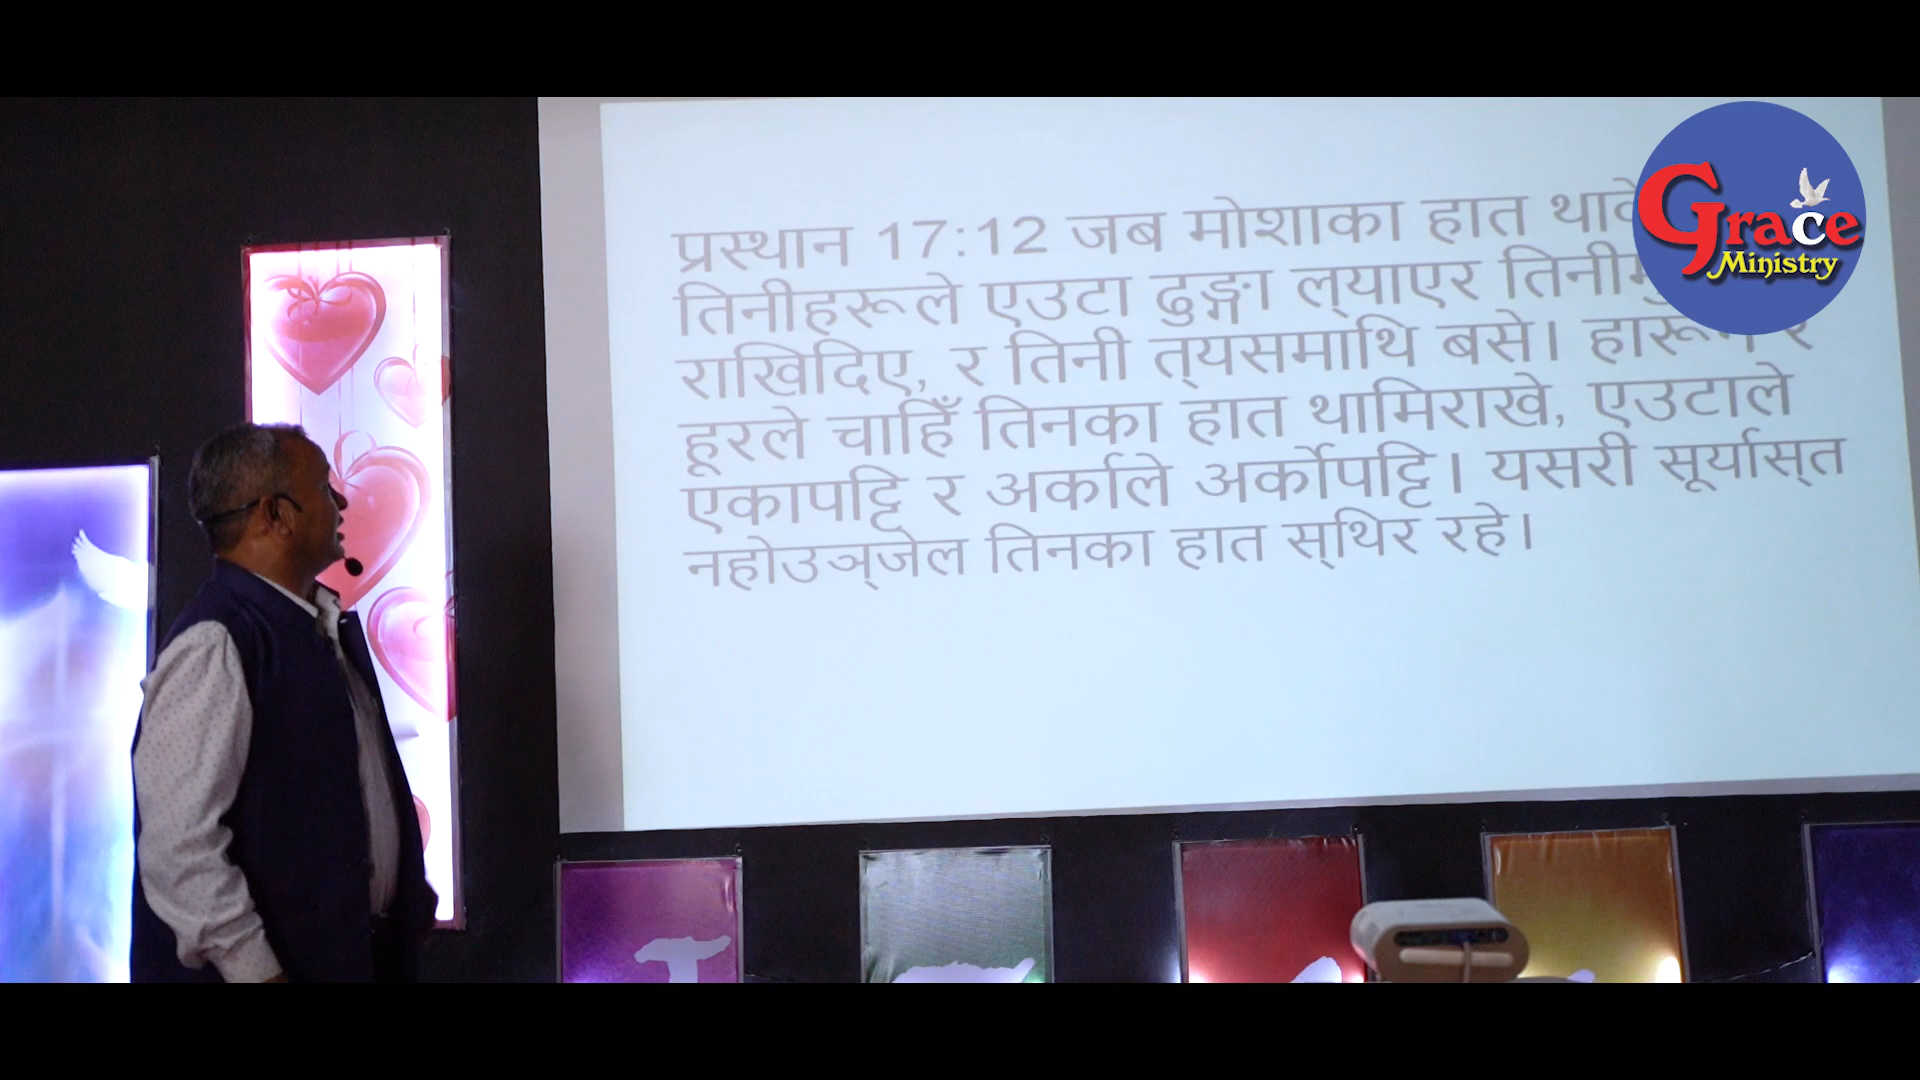 प्रस्थान 17:12 जब मोशाका हात
तिनीहरूले एउटा ढुङ्गा ल्याएर
राखिदिए, र तिनी त्यसमाथि बसे। हारून र
हूरले चाहिँ तिनका हात थामिराखे, एउटाले
एकापट्टि र अर्काले अर्कोपट्टि। यसरी सूर्यास्त
नहोउञ्जेल तिनका हात स्थिर रहे।
Grace
Ministry